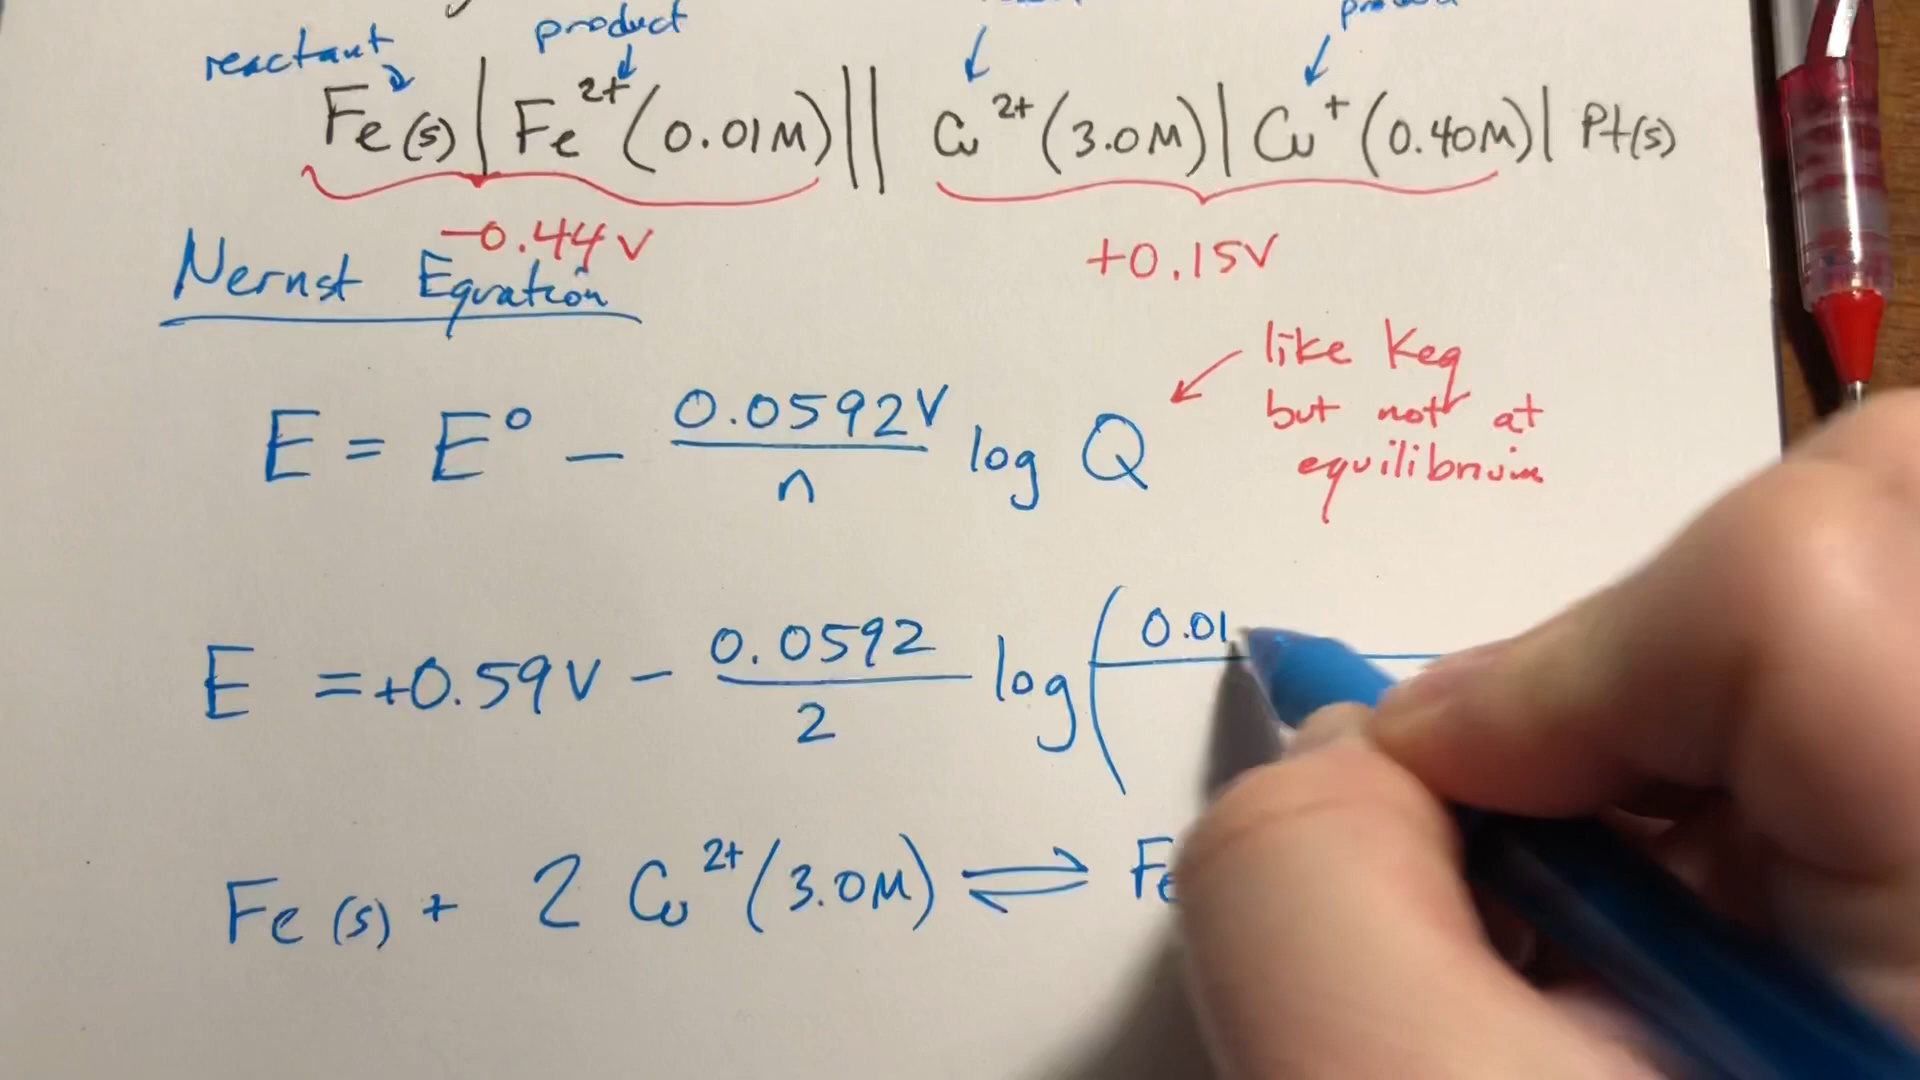 product
reactant
Fe(s) | Fe²⁺(0.01M) || Cu²⁺(3.0M) | Cu⁺(0.40M) | Pt(s)
-0.44V
+0.15V
Nernst Equation
like Keq
but not at
equilibrium
E = E° - 0.0592V/n log Q
E = +0.59V - 0.0592/2 log( 0.01
Fe(s) + 2 Cu²⁺(3.0M) ⇌ Fe